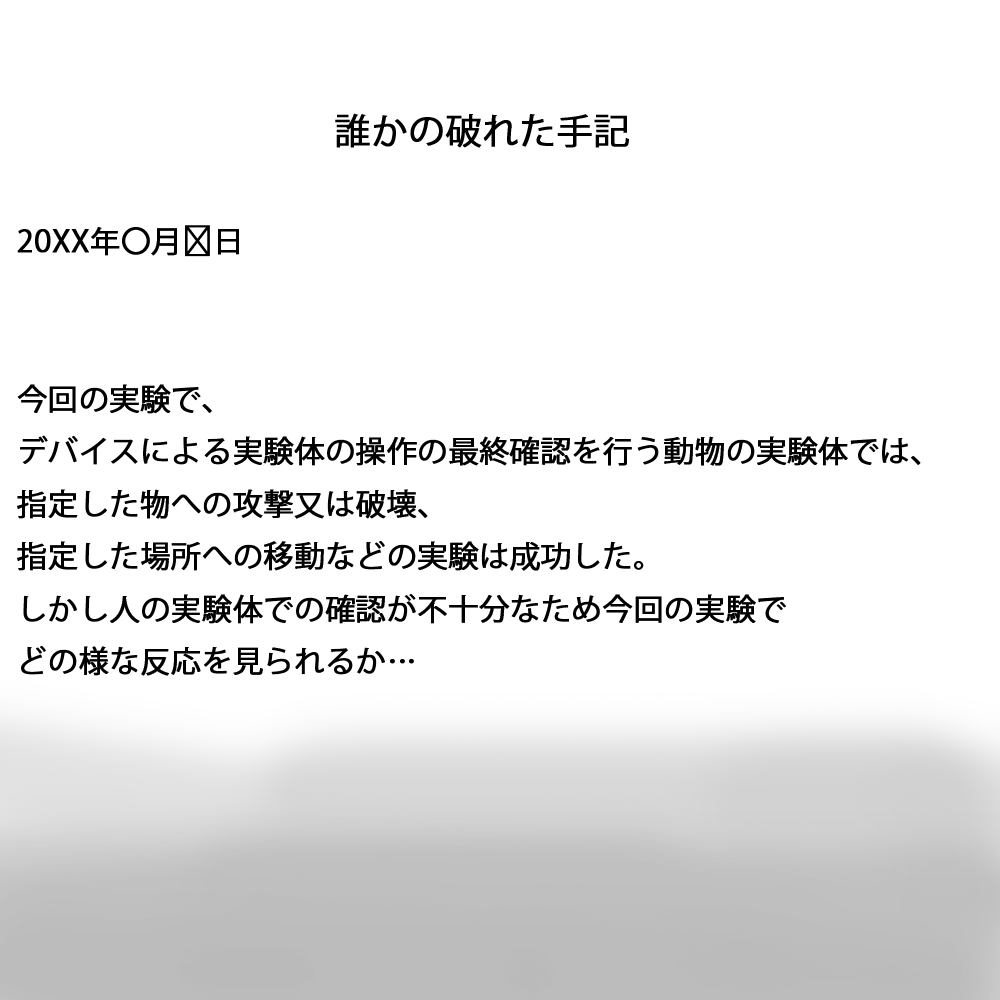 誰かの破れた手記
20XX年〇月☒日
今回の実験で、
デバイスによる実験体の操作の最終確認を行う動物の実験体では、
指定した物への攻撃又は破壊、
指定した場所への移動などの実験は成功した。
しかし人の実験体での確認が不十分なため今回の実験で
どの様な反応を見られるか…